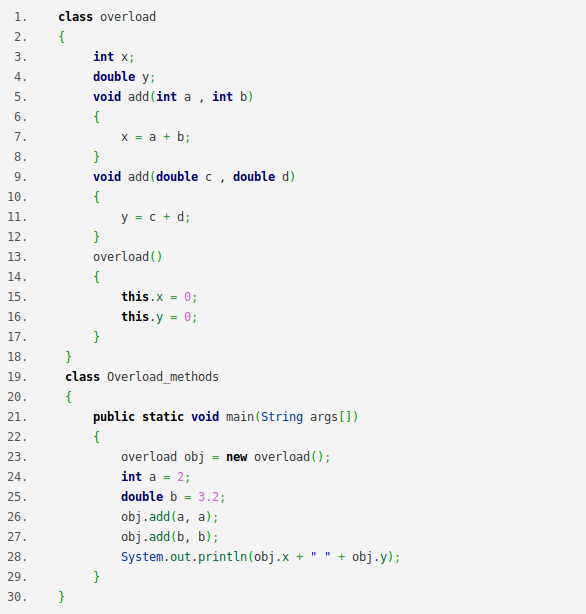 1. class overload
2. {
3. int x;
4. double y;
5. void add(int a , int b)
6. {
7. x = a + b;
8. }
9. void add(double c , double d)
10. {
11. y = c + d;
12. }
13. overload()
14. {
15. this.x = 0;
16. this.y = 0;
17. }
18. }
19. class Overload_methods
20. {
21. public static void main(String args[])
22. {
23. overload obj = new overload();
24. int a = 2;
25. double b = 3.2;
26. obj.add(a, a);
27. obj.add(b, b);
28. System.out.println(obj.x + " " + obj.y);
29. }
30. }